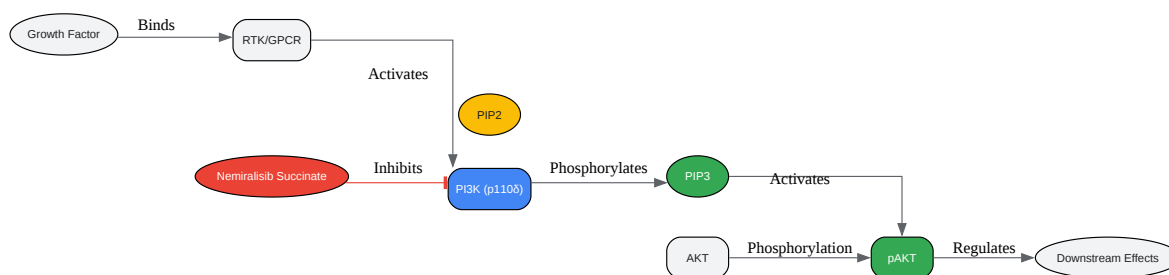 Growth Factor
Binds
RTK/GPCR
Activates
PIP2
Nemiralisib Succinate
Inhibits
PI3K (p110δ)
Phosphorylates
PIP3
Activates
AKT
Phosphorylation
pAKT
Regulates
Downstream Effects